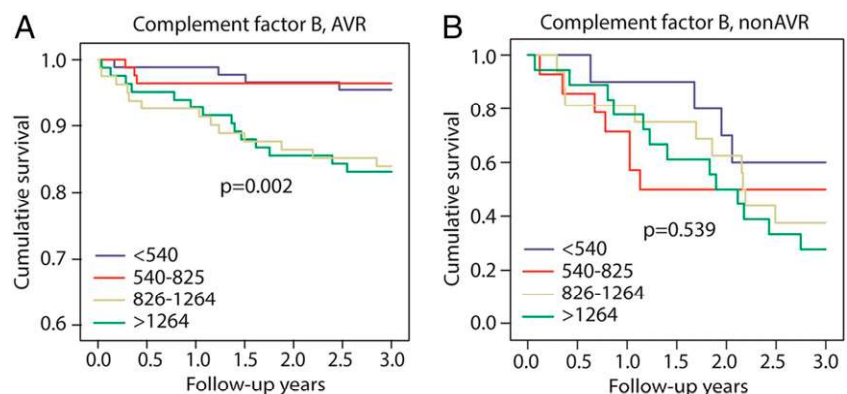 A
Complement factor B, AVR
Cumulative survival
1.0
0.9
0.8
0.7
0.6
p=0.002
<540
540-825
826-1264
>1264
0.0 0.5 1.0 1.5 2.0 2.5 3.0
Follow-up years
B
Complement factor B, nonAVR
Cumulative survival
1.0
0.8
0.6
0.4
0.2
0.0
p=0.539
<540
540-825
826-1264
>1264
0.0 0.5 1.0 1.5 2.0 2.5 3.0
Follow-up years